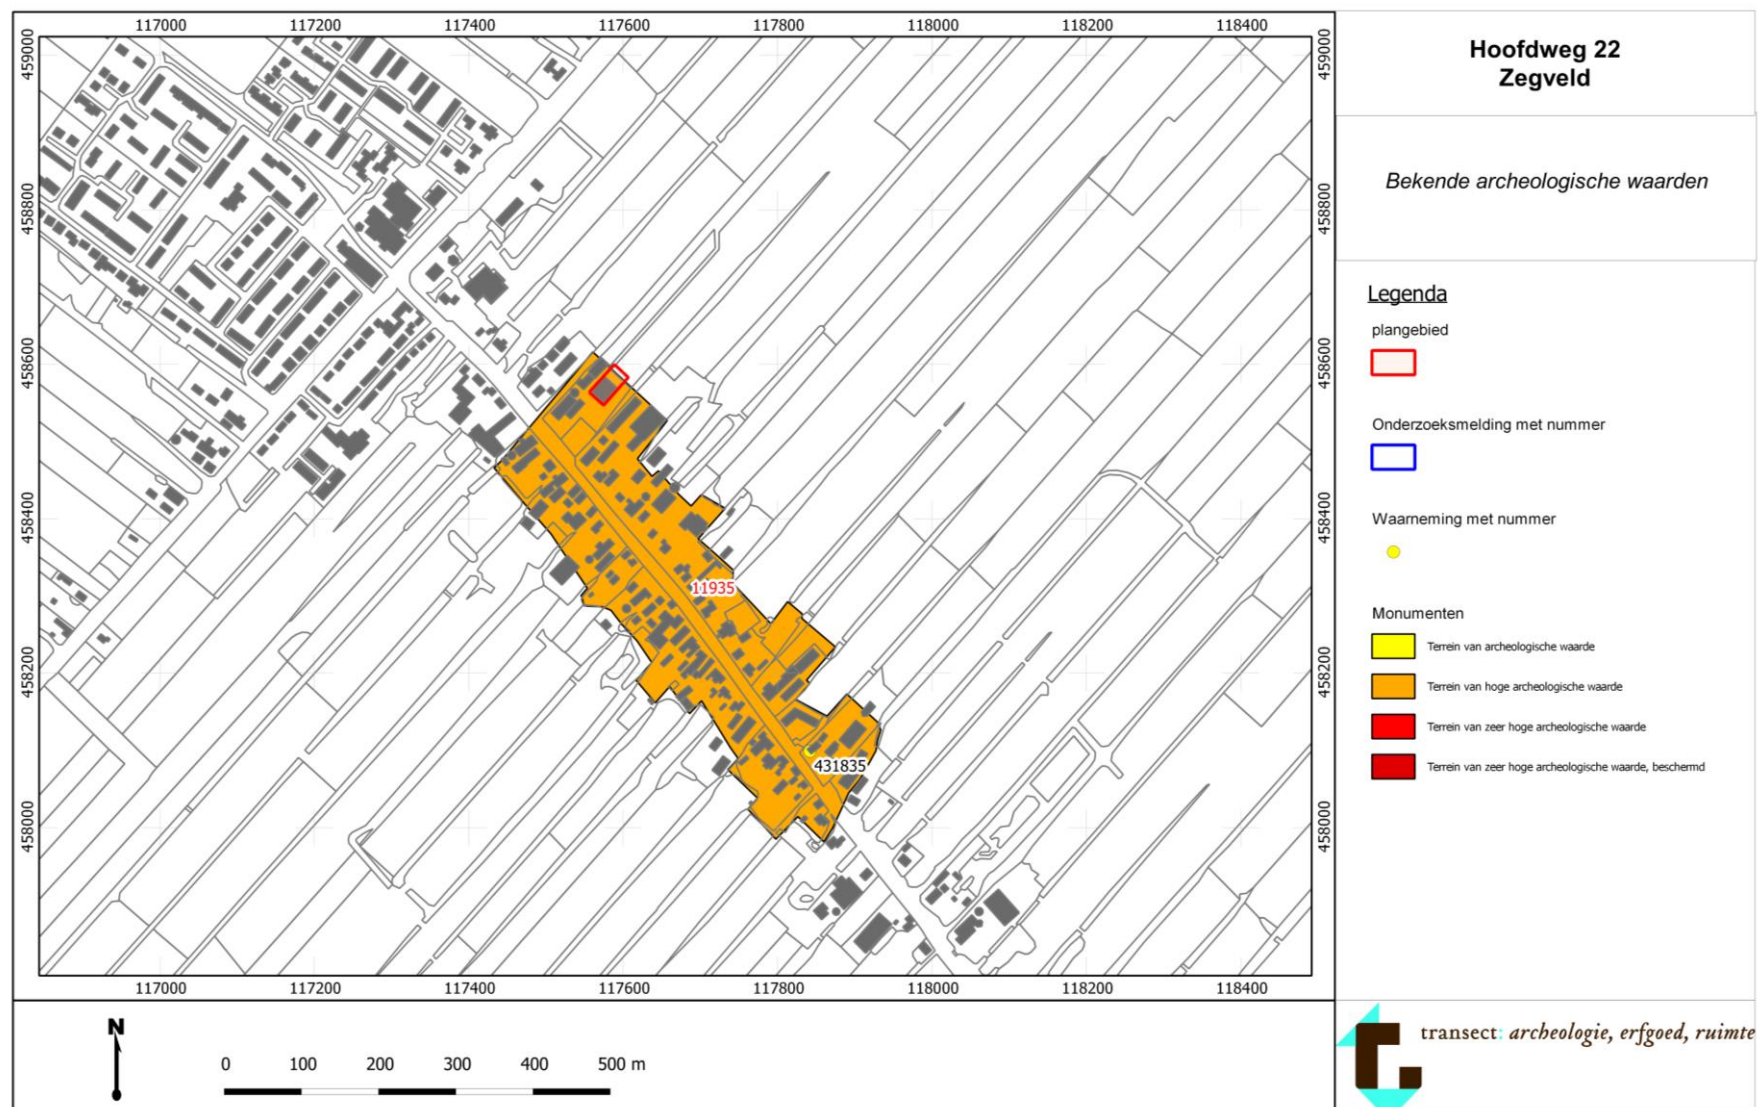 117000 117200 117400 117600 117800 118000 118200 118400
459000 459000
458800 458800
458600 458600
458400 458400
458200 458200
458000 458000
11935
431835
117000 117200 117400 117600 117800 118000 118200 118400
N
0 100 200 300 400 500 m
Hoofdweg 22
Zegveld
Bekende archeologische waarden
Legenda
plangebied
Onderzoeksmelding met nummer
Waarneming met nummer
Monumenten
Terrein van archeologische waarde
Terrein van hoge archeologische waarde
Terrein van zeer hoge archeologische waarde
Terrein van zeer hoge archeologische waarde, beschermd
transect: archeologie, erfgoed, ruimte